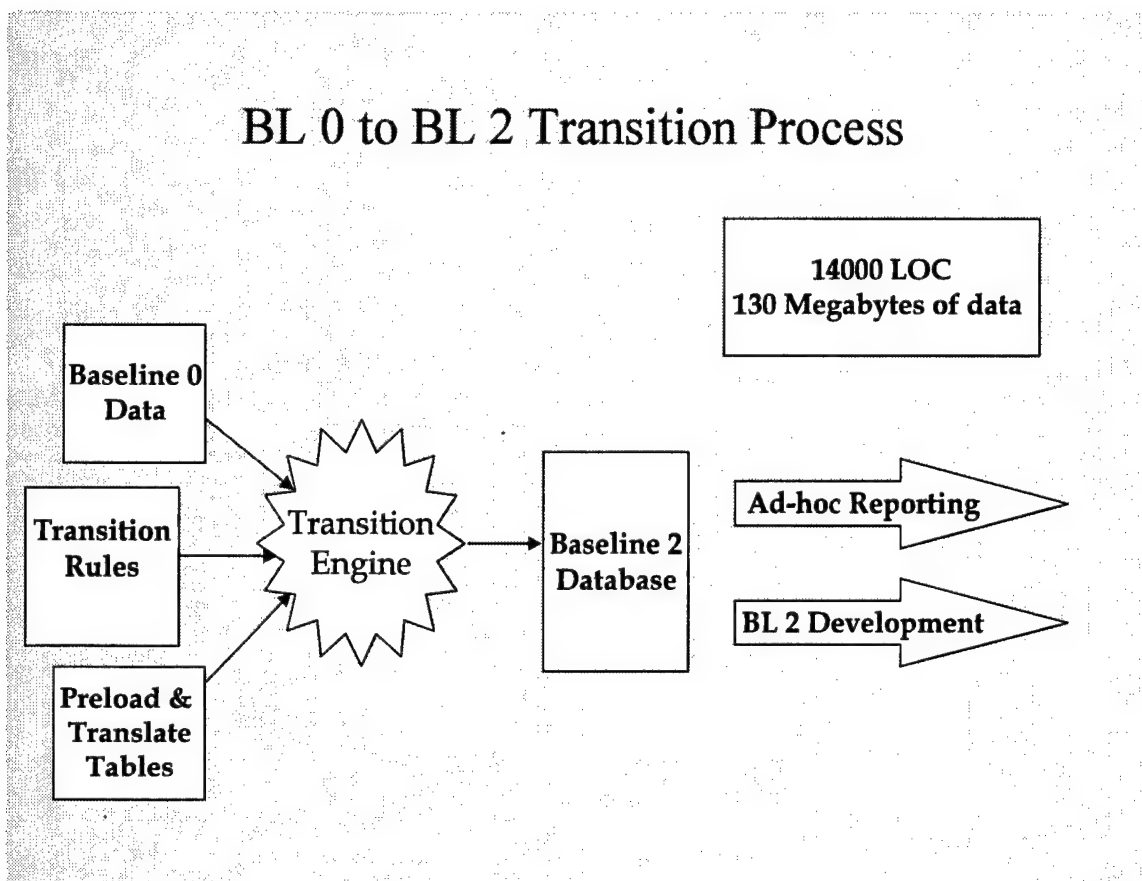 BL 0 to BL 2 Transition Process
14000 LOC
130 Megabytes of data
Baseline 0
Data
Transition
Rules
Preload &
Translate
Tables
Transition
Engine
Baseline 2
Database
Ad-hoc Reporting
BL 2 Development